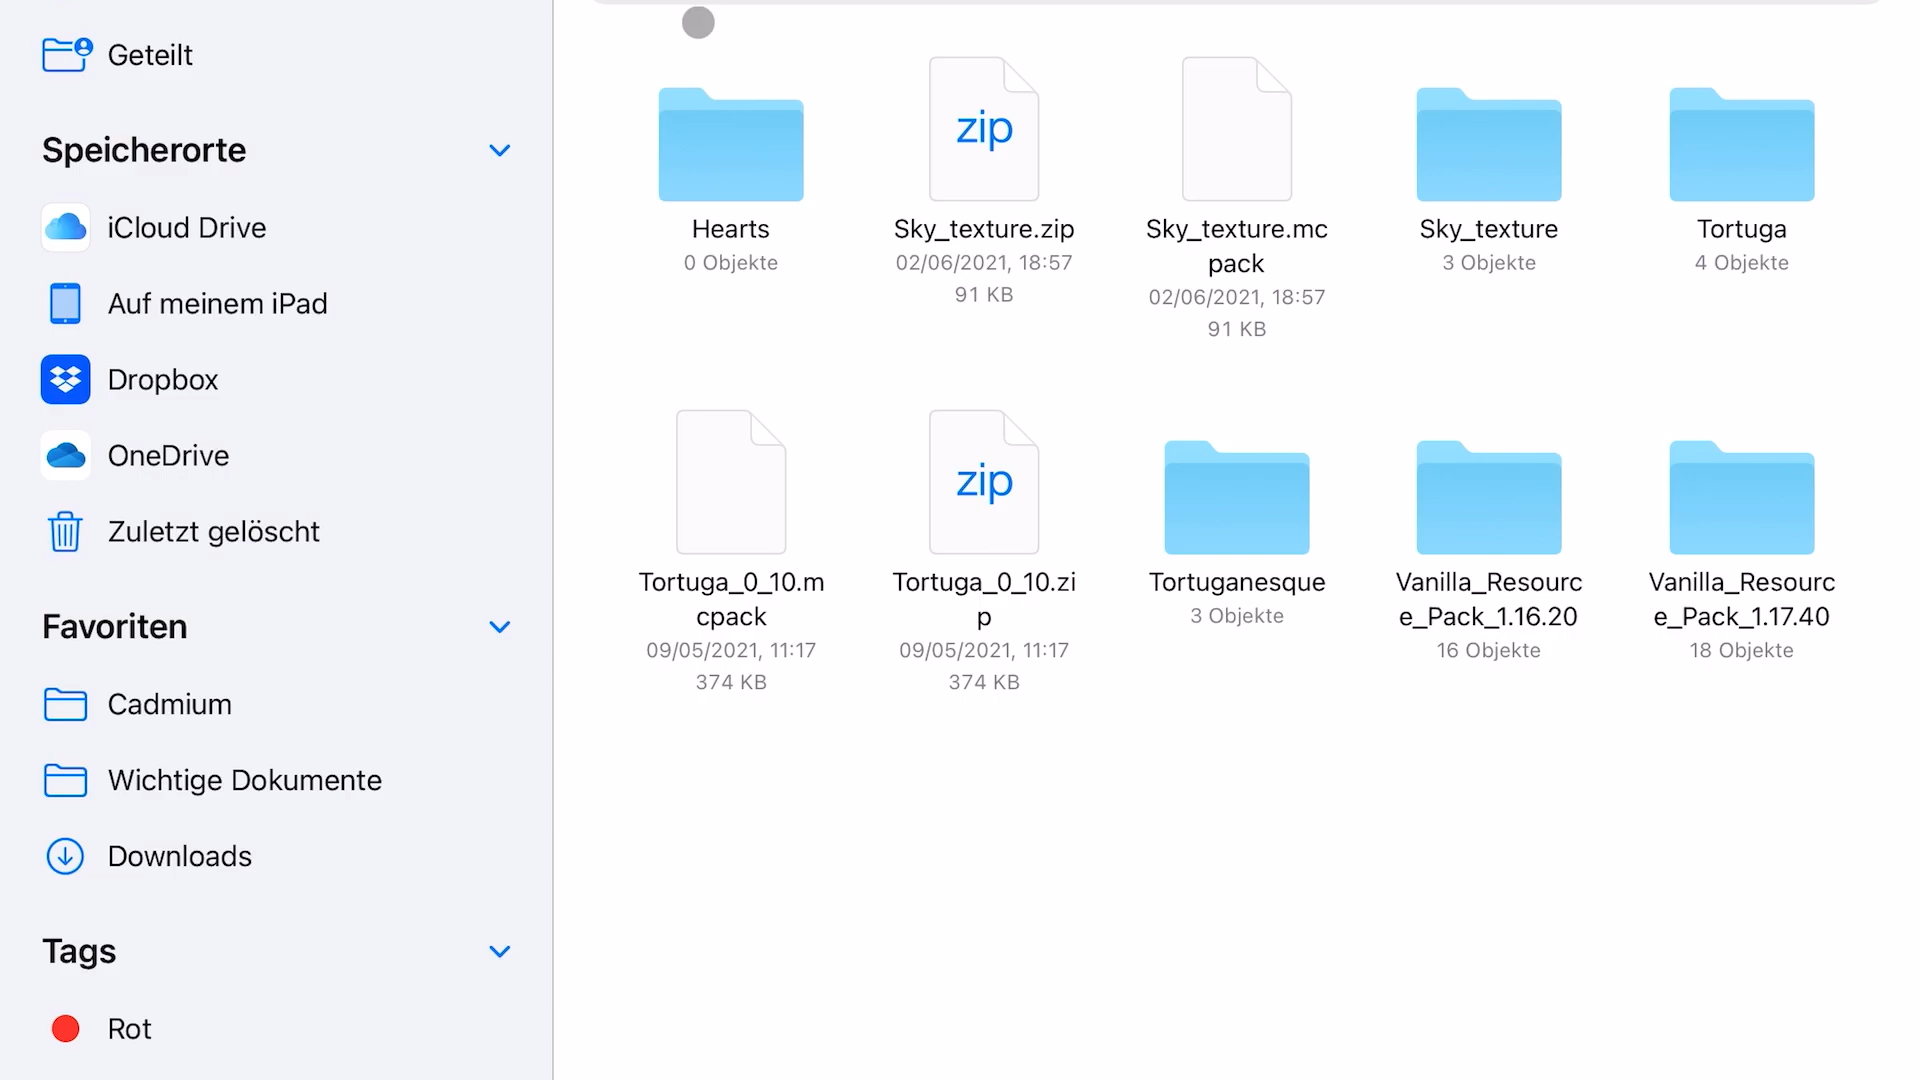 Geteilt
Speicherorte
iCloud Drive
Auf meinem iPad
Dropbox
OneDrive
Zuletzt gelöscht
Favoriten
Cadmium
Wichtige Dokumente
Downloads
Tags
Rot
Hearts
0 Objekte
zip
Sky_texture.zip
02/06/2021, 18:57
91 KB
Sky_texture.mc
pack
02/06/2021, 18:57
91 KB
Sky_texture
3 Objekte
Tortuga
4 Objekte
Tortuga_0_10.m
cpack
09/05/2021, 11:17
374 KB
zip
Tortuga_0_10.zi
p
09/05/2021, 11:17
374 KB
Tortuganesque
3 Objekte
Vanilla_Resourc
e_Pack_1.16.20
16 Objekte
Vanilla_Resourc
e_Pack_1.17.40
18 Objekte